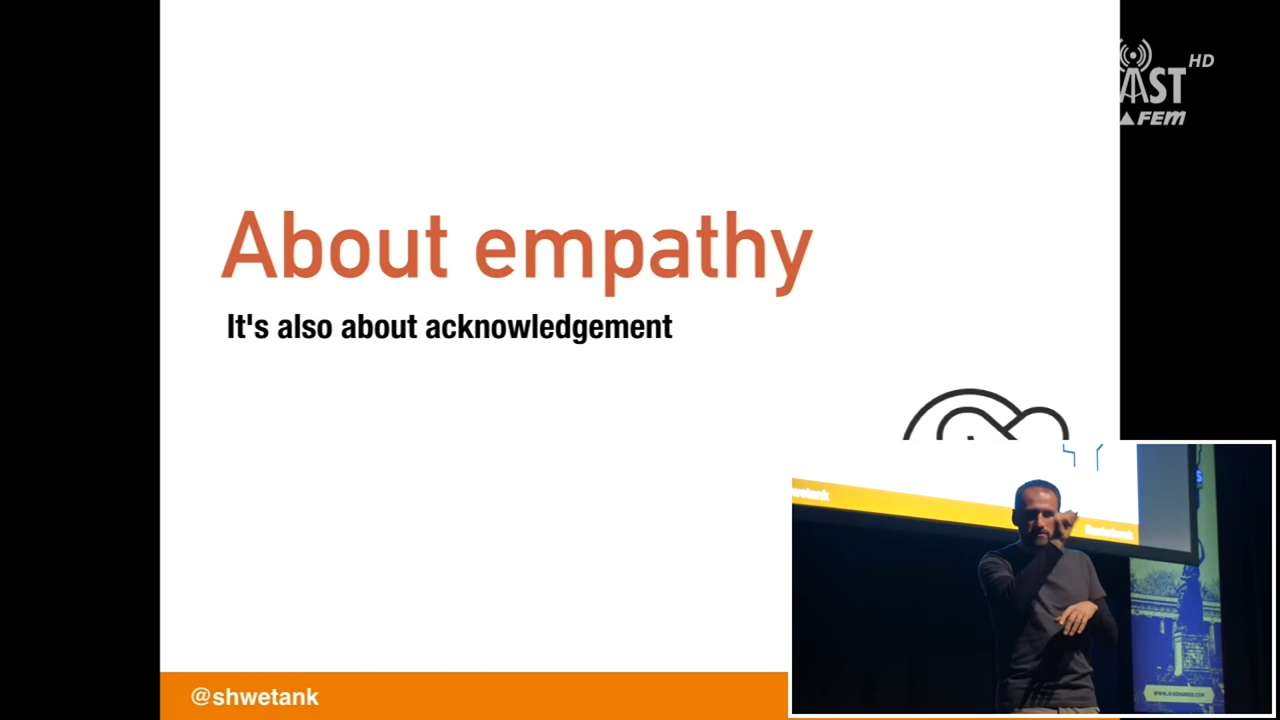 HD
AST
FEM
About empathy
It's also about acknowledgement
@shwetank